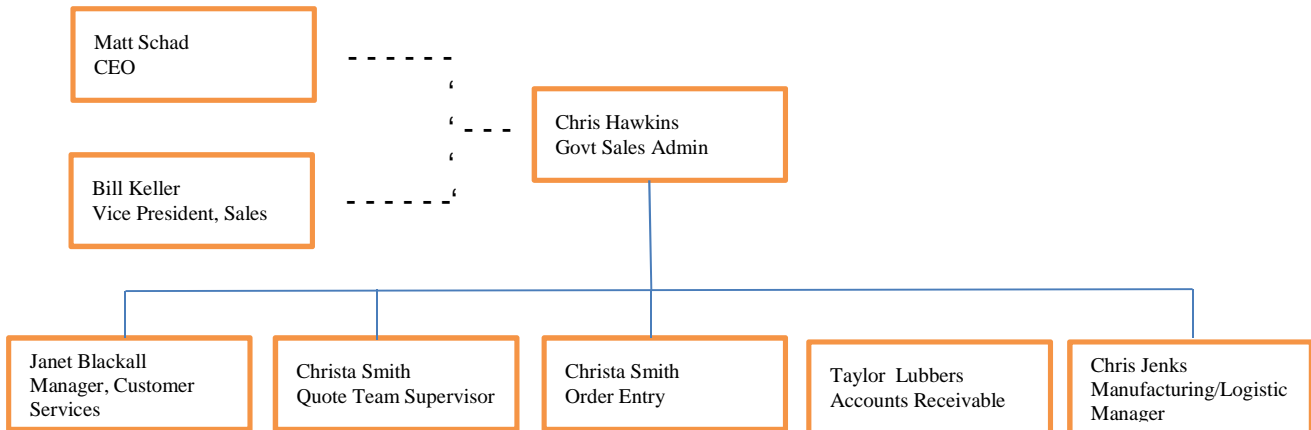 Matt Schad
CEO
Chris Hawkins
Govt Sales Admin
Bill Keller
Vice President, Sales
Janet Blackall
Manager, Customer
Services
Christa Smith
Quote Team Supervisor
Christa Smith
Order Entry
Taylor Lubbers
Accounts Receivable
Chris Jenks
Manufacturing/Logistic
Manager